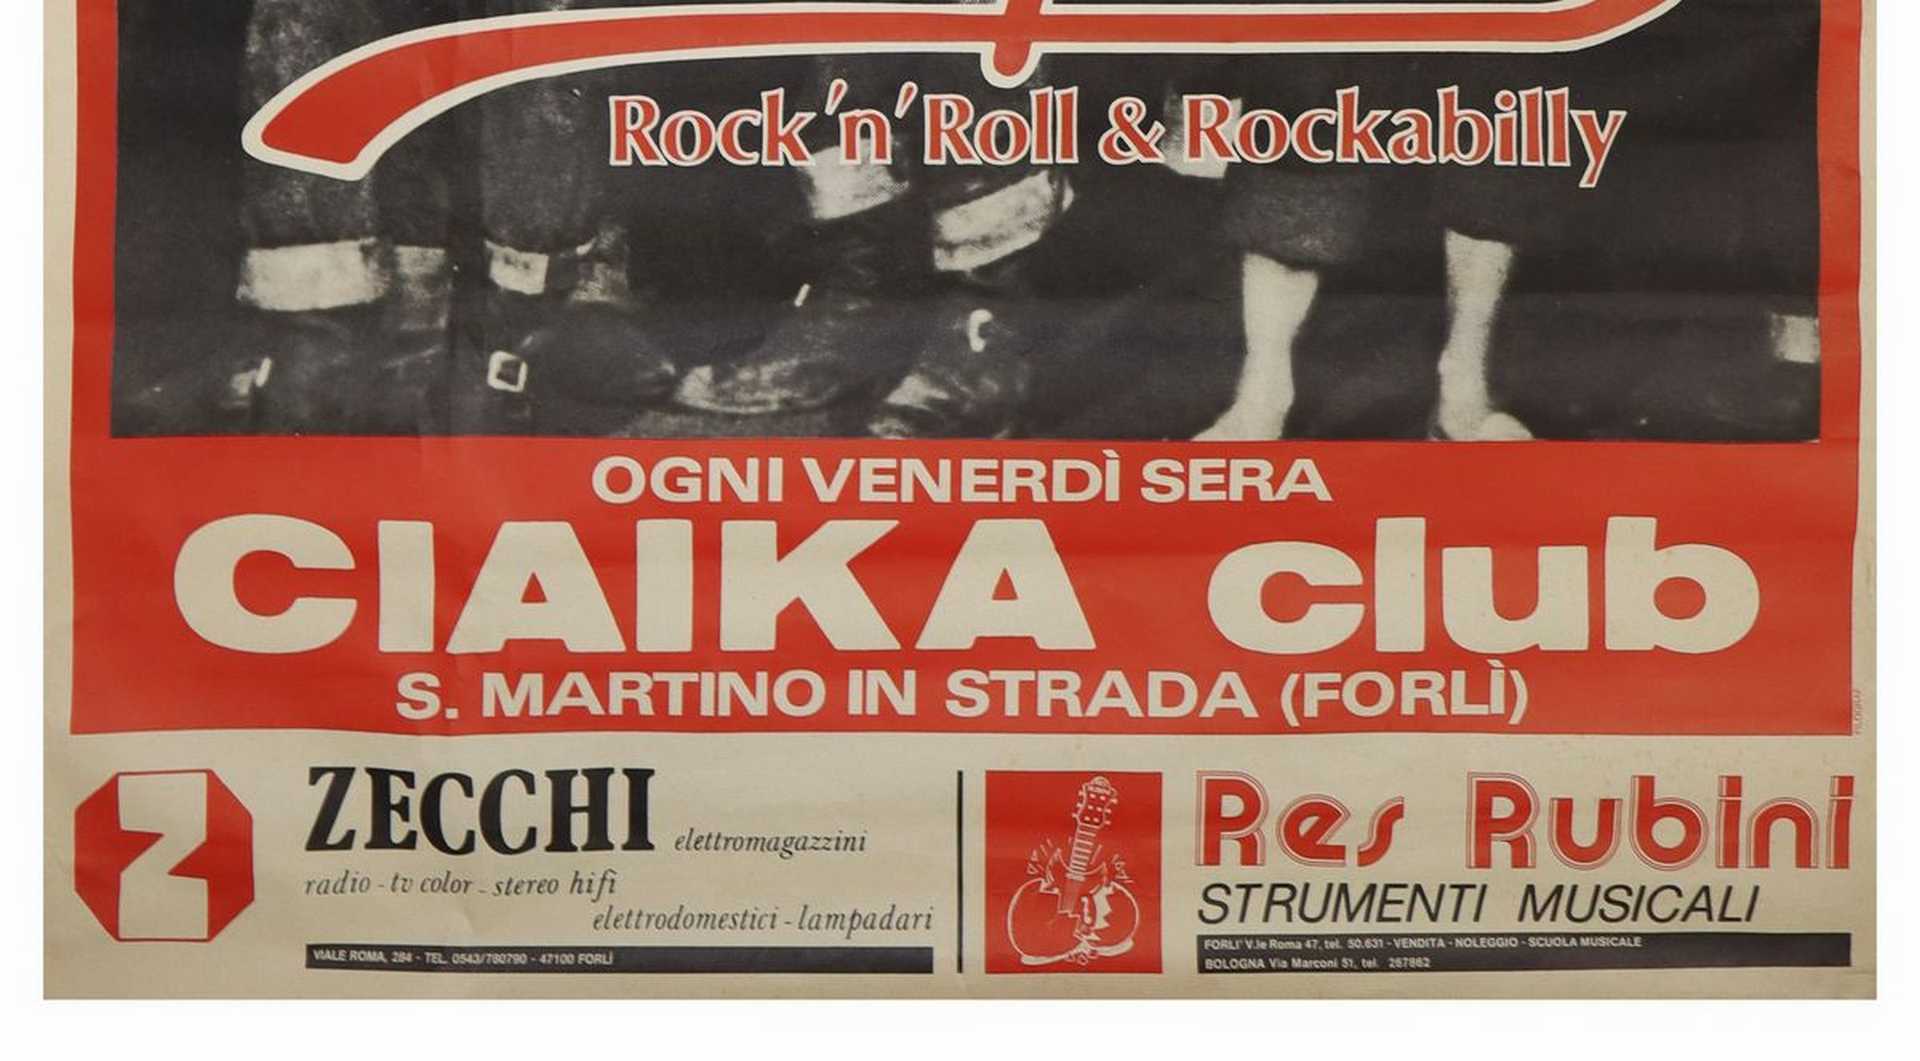 Rock'n'Roll & Rockabilly
OGNI VENERDÌ SERA
CIAIKA club
S. MARTINO IN STRADA (FORLÌ)
Z
ZECCHI elettromagazzini
radio - tv color - stereo hifi
elettrodomestici - lampadari
VIALE ROMA, 284 - TEL. 0543/780790 - 47100 FORLÌ
Res Rubini
STRUMENTI MUSICALI
FORLI' V.le Roma 47, tel. 50.631 - VENDITA - NOLEGGIO - SCUOLA MUSICALE
BOLOGNA Via Marconi 51, tel. 267862